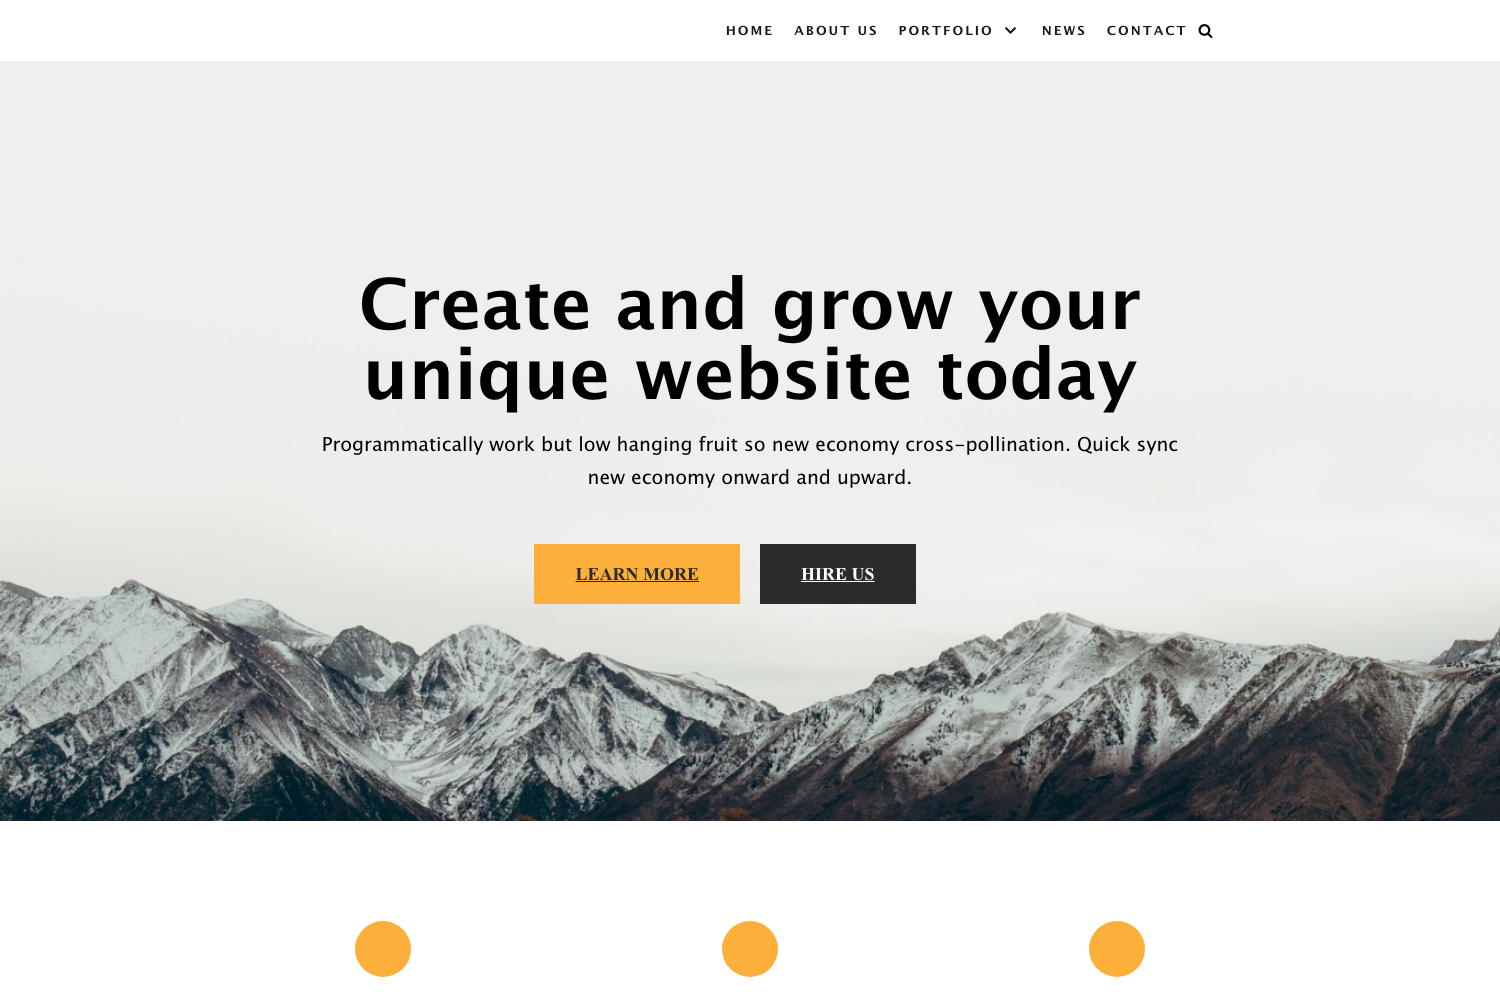 HOME ABOUT US PORTFOLIO NEWS CONTACT
Create and grow your
unique website today
Programmatically work but low hanging fruit so new economy cross-pollination. Quick sync
new economy onward and upward.
LEARN MORE HIRE US